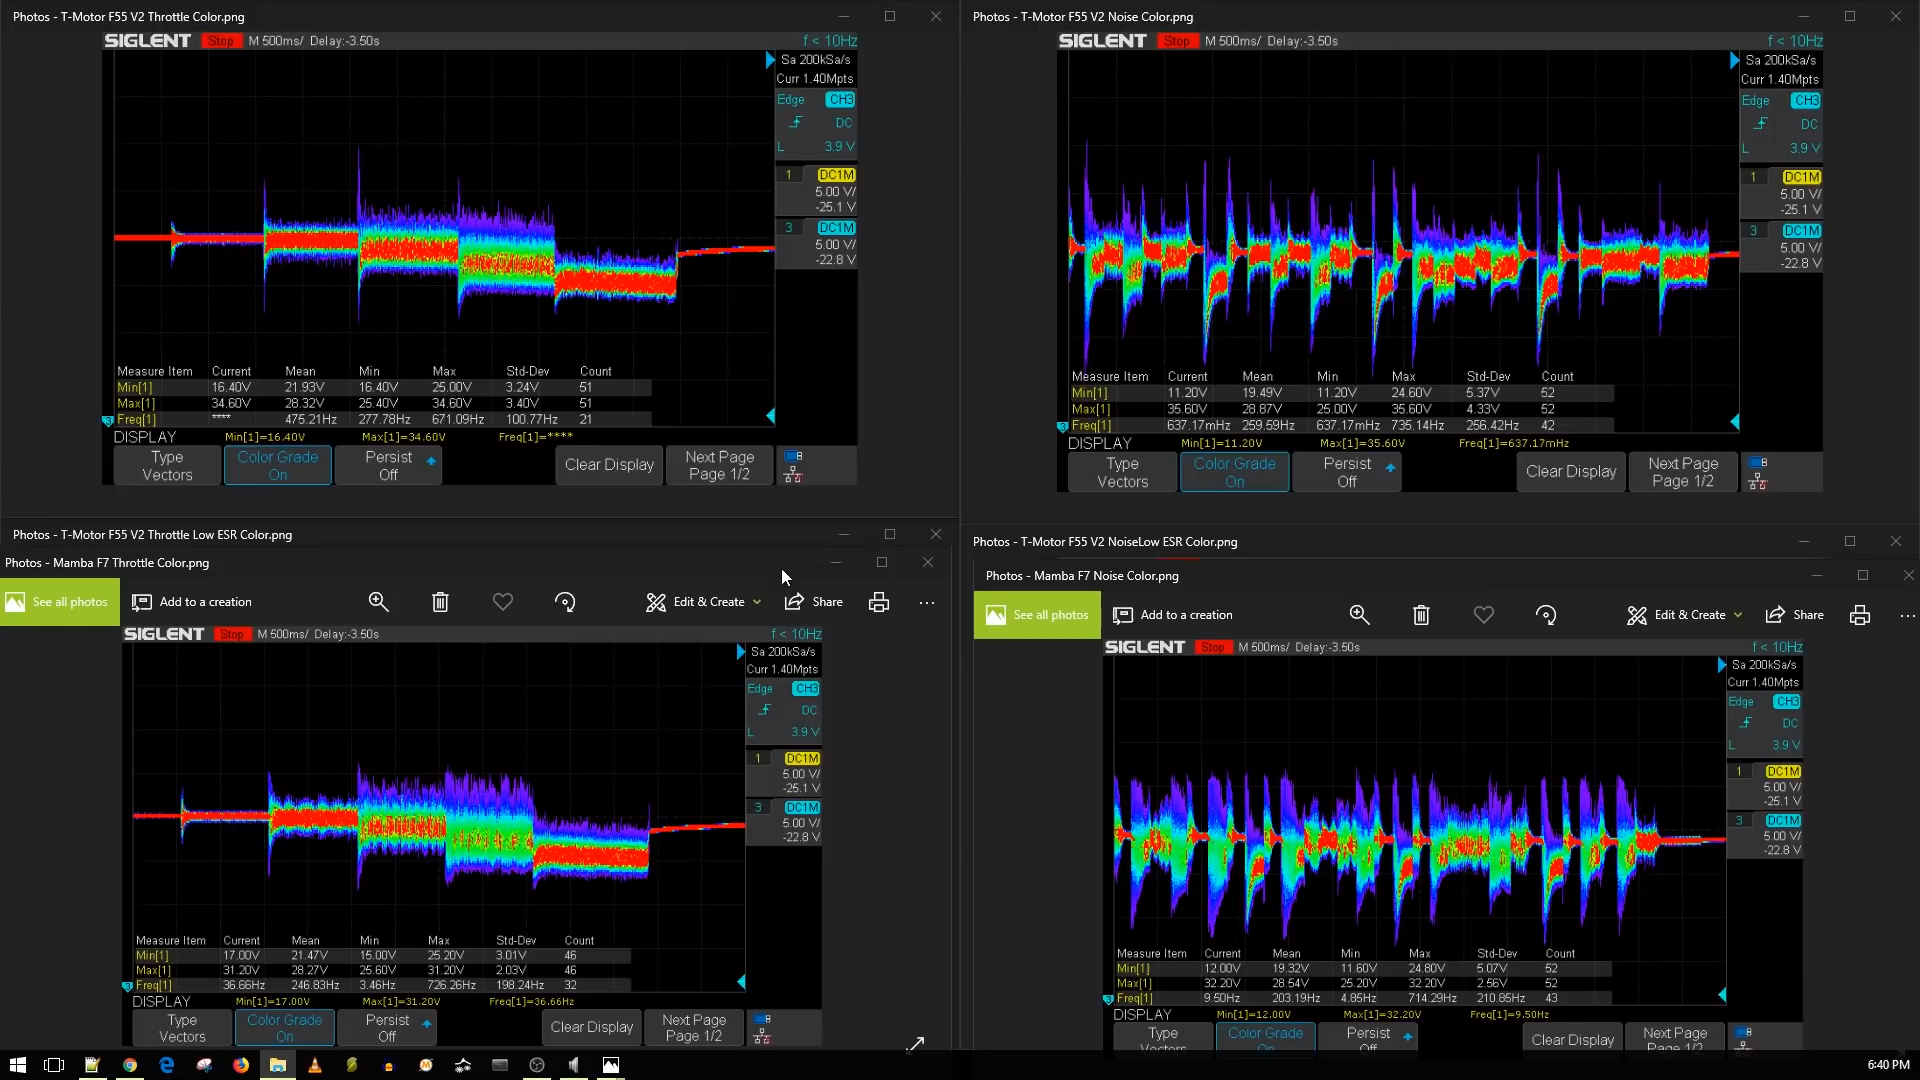 Photos - T-Motor F55 V2 Throttle Color.png
SIGLENT Stop M 500ms/ Delay:-3.50s f < 10Hz
Sa 200kSa/s
Curr 1.40Mpts
Edge CH3
DC
L 3.9 V
1 DC1M
5.00 V/
-25.1 V
3 DC1M
5.00 V/
-22.8 V
Measure Item Current Mean Min Max Std-Dev Count
Min[1] 16.40V 21.93V 16.40V 25.00V 3.24V 51
Max[1] 34.60V 28.32V 25.40V 34.60V 3.40V 51
3 Freq[1] **** 475.21Hz 277.78Hz 671.09Hz 100.77Hz 21
DISPLAY Min[1]=16.40V Max[1]=34.60V Freq[1]=****
Type Color Grade Persist Clear Display Next Page
Vectors On Off Page 1/2
Photos - T-Motor F55 V2 Noise Color.png
SIGLENT Stop M 500ms/ Delay:-3.50s f < 10Hz
Sa 200kSa/s
Curr 1.40Mpts
Edge CH3
DC
L 3.9 V
1 DC1M
5.00 V/
-25.1 V
3 DC1M
5.00 V/
-22.8 V
Measure Item Current Mean Min Max Std-Dev Count
Min[1] 11.20V 19.49V 11.20V 24.60V 5.37V 52
Max[1] 35.60V 28.87V 25.00V 35.60V 4.33V 52
3 Freq[1] 637.17mHz 259.59Hz 637.17mHz 735.14Hz 256.42Hz 42
DISPLAY Min[1]=11.20V Max[1]=35.60V Freq[1]=637.17mHz
Type Color Grade Persist Clear Display Next Page
Vectors On Off Page 1/2
Photos - T-Motor F55 V2 Throttle Low ESR Color.png
Photos - Mamba F7 Throttle Color.png
See all photos Add to a creation Edit & Create Share
SIGLENT Stop M 500ms/ Delay:-3.50s f < 10Hz
Sa 200kSa/s
Curr 1.40Mpts
Edge CH3
DC
L 3.9 V
1 DC1M
5.00 V/
-25.1 V
3 DC1M
5.00 V/
-22.8 V
Measure Item Current Mean Min Max Std-Dev Count
Min[1] 17.00V 21.47V 15.00V 25.20V 3.01V 46
Max[1] 31.20V 28.27V 25.60V 31.20V 2.03V 46
3 Freq[1] 36.66Hz 246.83Hz 3.46Hz 726.26Hz 198.24Hz 32
DISPLAY Min[1]=17.00V Max[1]=31.20V Freq[1]=36.66Hz
Type Color Grade Persist Clear Display Next Page
Vectors On Off Page 1/2
Photos - T-Motor F55 V2 NoiseLow ESR Color.png
Photos - Mamba F7 Noise Color.png
See all photos Add to a creation Edit & Create Share
SIGLENT Stop M 500ms/ Delay:-3.50s f < 10Hz
Sa 200kSa/s
Curr 1.40Mpts
Edge CH3
DC
L 3.9 V
1 DC1M
5.00 V/
-25.1 V
3 DC1M
5.00 V/
-22.8 V
Measure Item Current Mean Min Max Std-Dev Count
Min[1] 12.00V 19.32V 11.60V 24.80V 5.07V 52
Max[1] 32.20V 28.54V 25.20V 32.20V 2.56V 52
3 Freq[1] 9.50Hz 203.19Hz 4.85Hz 714.29Hz 210.85Hz 43
DISPLAY Min[1]=12.00V Max[1]=32.20V Freq[1]=9.50Hz
Type Color Grade Persist Clear Display Next Page
Vectors On Off Page 1/2
6:40 PM